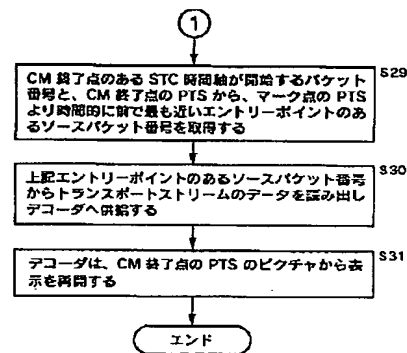 1
CM 終了点のある STC 時間軸が開始するパケット
番号と、CM 終了点の PTS から、マーク点の PTS
より時間的に前で最も近いエントリーポイントのあ
るソースパケット番号を取得する
S29
上記エントリーポイントのあるソースパケット番号
からトランスポートストリームのデータを読み出し
デコーダへ供給する
S30
デコーダは、CM 終了点の PTS のピクチャから表
示を再開する
S31
エンド